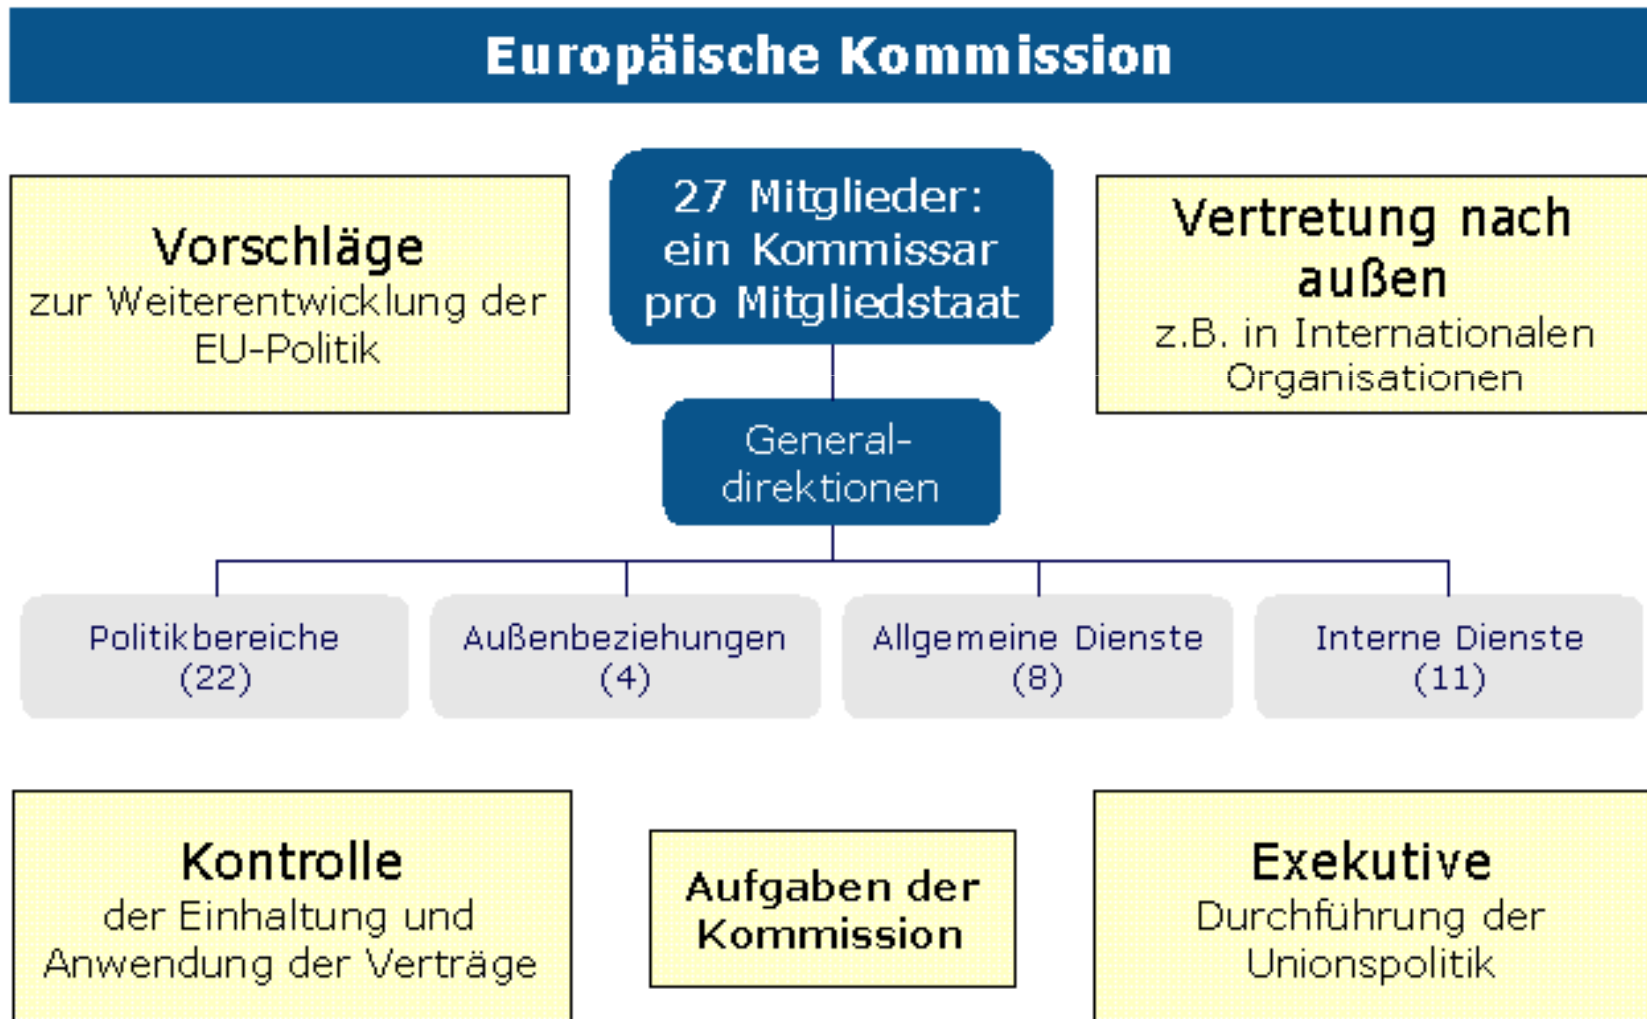 Europäische Kommission
Vorschläge
zur Weiterentwicklung der
EU-Politik
27 Mitglieder:
ein Kommissar
pro Mitgliedstaat
Vertretung nach
außen
z.B. in Internationalen
Organisationen
General-
direktionen
Politikbereiche
(22)
Außenbeziehungen
(4)
Allgemeine Dienste
(8)
Interne Dienste
(11)
Kontrolle
der Einhaltung und
Anwendung der Verträge
Aufgaben der
Kommission
Exekutive
Durchführung der
Unionspolitik